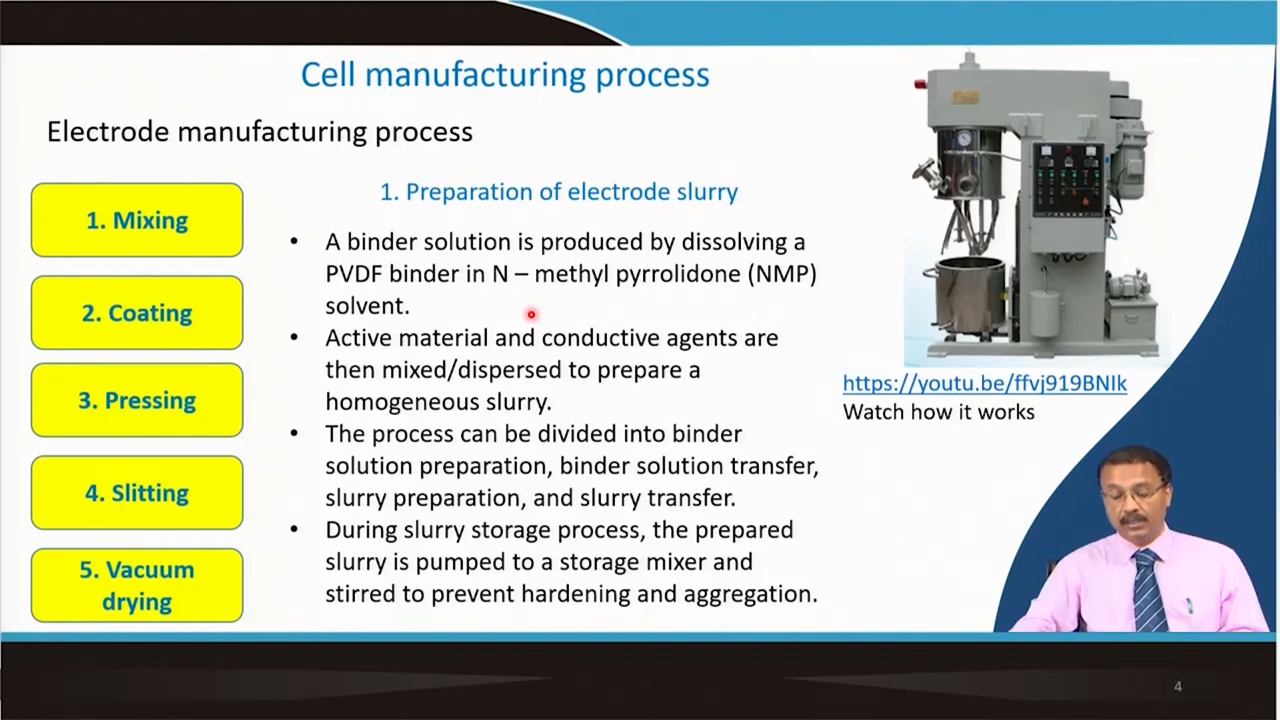 Cell manufacturing process
Electrode manufacturing process
1. Mixing
2. Coating
3. Pressing
4. Slitting
5. Vacuum
drying
1. Preparation of electrode slurry
• A binder solution is produced by dissolving a
PVDF binder in N – methyl pyrrolidone (NMP)
solvent.
• Active material and conductive agents are
then mixed/dispersed to prepare a
homogeneous slurry.
• The process can be divided into binder
solution preparation, binder solution transfer,
slurry preparation, and slurry transfer.
• During slurry storage process, the prepared
slurry is pumped to a storage mixer and
stirred to prevent hardening and aggregation.
https://youtu.be/ffvj919BNIk
Watch how it works
4